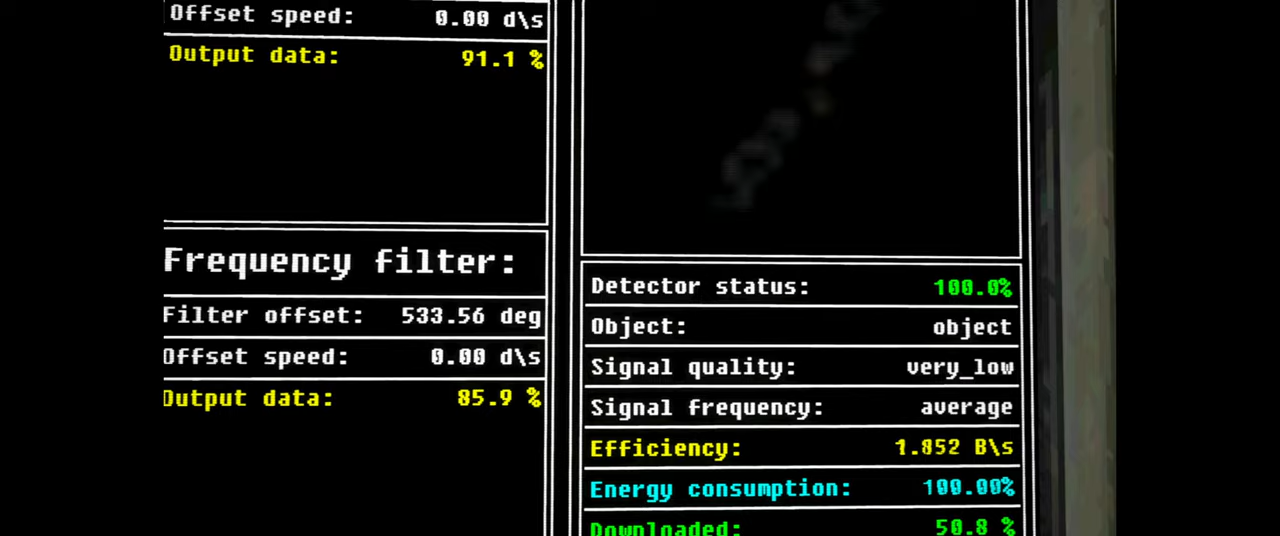 Offset speed: 0.00 d\s
Output data: 91.1 %
Frequency filter:
Filter offset: 533.56 deg
Offset speed: 0.00 d\s
Output data: 85.9 %
Detector status: 100.0%
Object: object
Signal quality: very_low
Signal frequency: average
Efficiency: 1.852 B\s
Energy consumption: 100.00%
Downloaded: 50.8 %